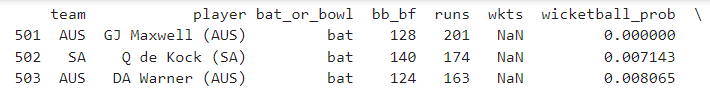 team player bat_or_bowl bb_bf runs wkts wicketball_prob \
501 AUS GJ Maxwell (AUS) bat 128 201 NaN 0.000000
502 SA Q de Kock (SA) bat 140 174 NaN 0.007143
503 AUS DA Warner (AUS) bat 124 163 NaN 0.008065